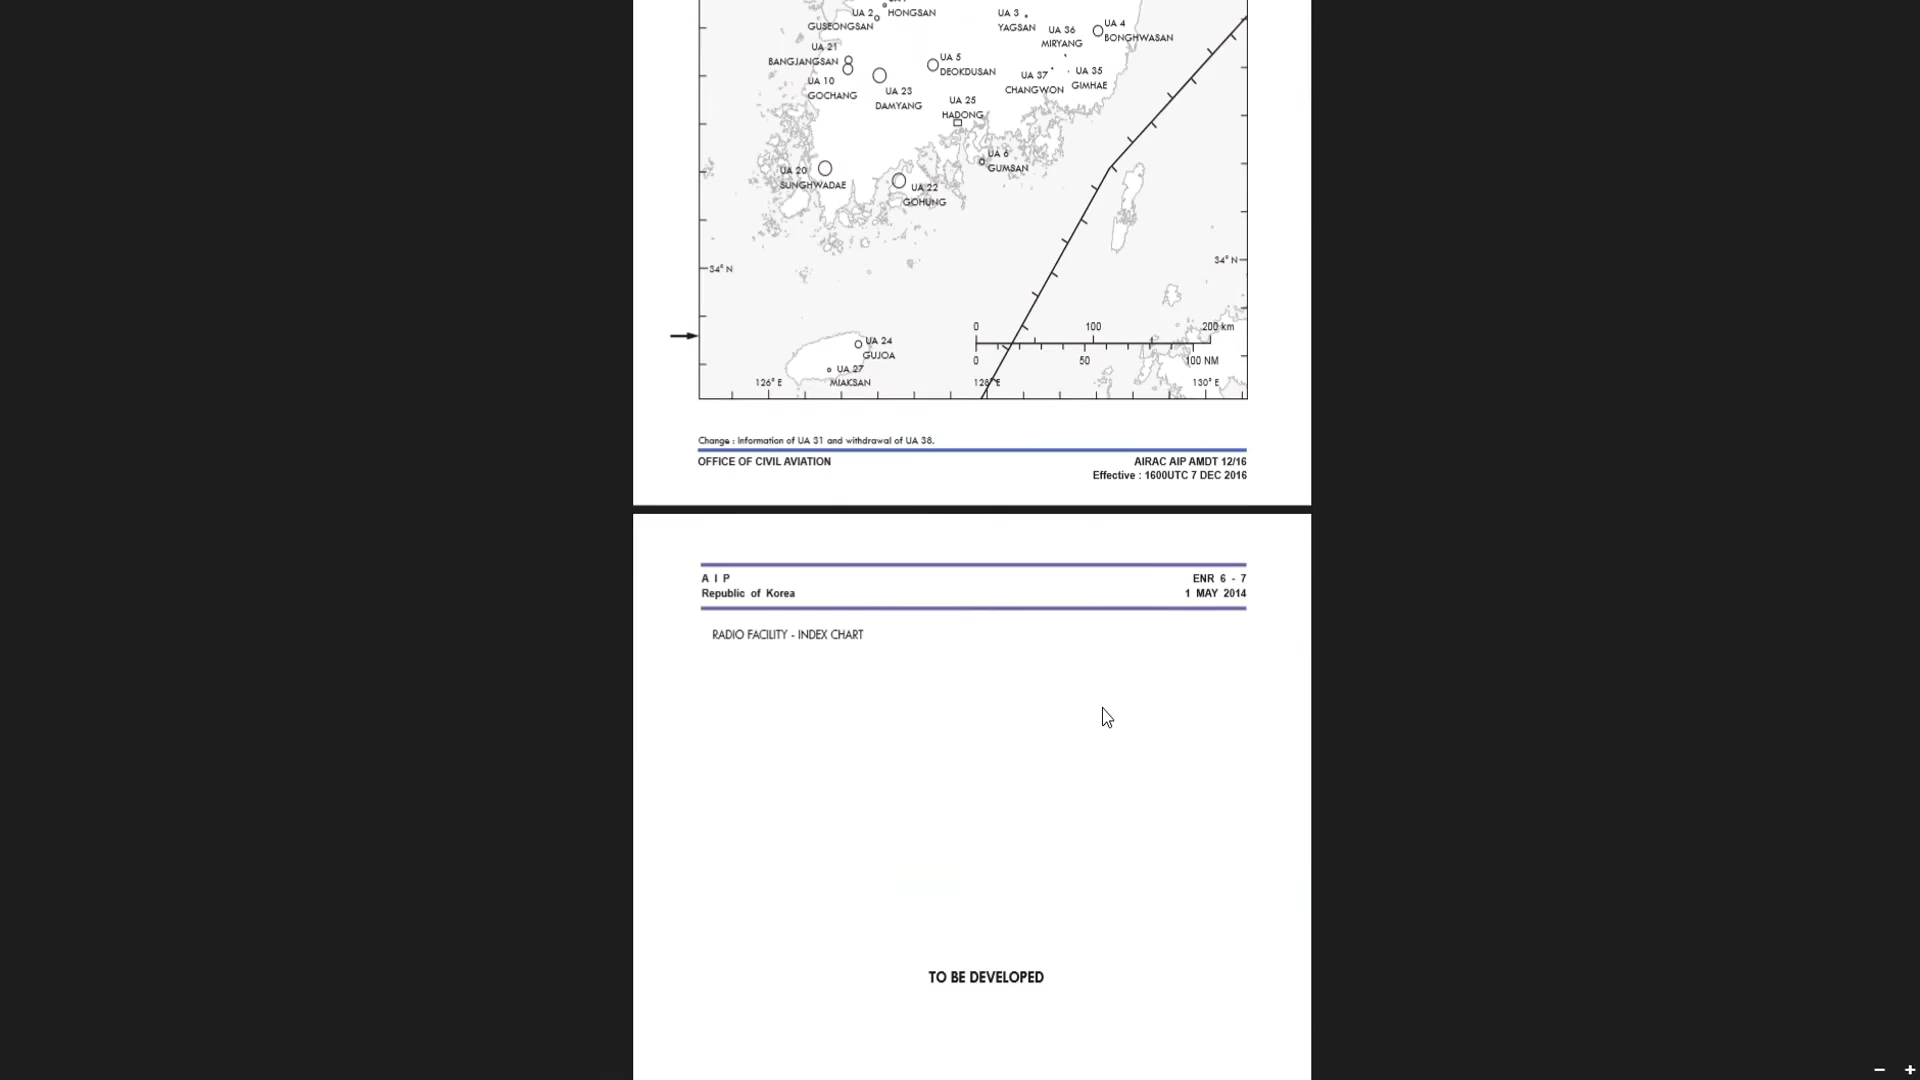 UA 2
HONGSAN
GUSEONGSAN
UA 3
YAGSAN
UA 36
MIRYANG
UA 4
BONGHWASAN
UA 21
BANGJANGSAN
UA 5
DEOKDUSAN
UA 10
GOCHANG
UA 23
DAMYANG
UA 37
CHANGWON
UA 35
GIMHAE
UA 25
HADONG
UA 6
GUMSAN
UA 20
SUNGHWADAE
UA 22
GOHUNG
34° N
34° N
0 100 200 km
0 50 100 NM
UA 24
GUJOA
UA 27
MIAKSAN
126° E 128° E 130° E
Change : Information of UA 31 and withdrawal of UA 38.
OFFICE OF CIVIL AVIATION
AIRAC AIP AMDT 12/16
Effective : 1600UTC 7 DEC 2016
A I P
Republic of Korea
ENR 6 - 7
1 MAY 2014
RADIO FACILITY - INDEX CHART
TO BE DEVELOPED